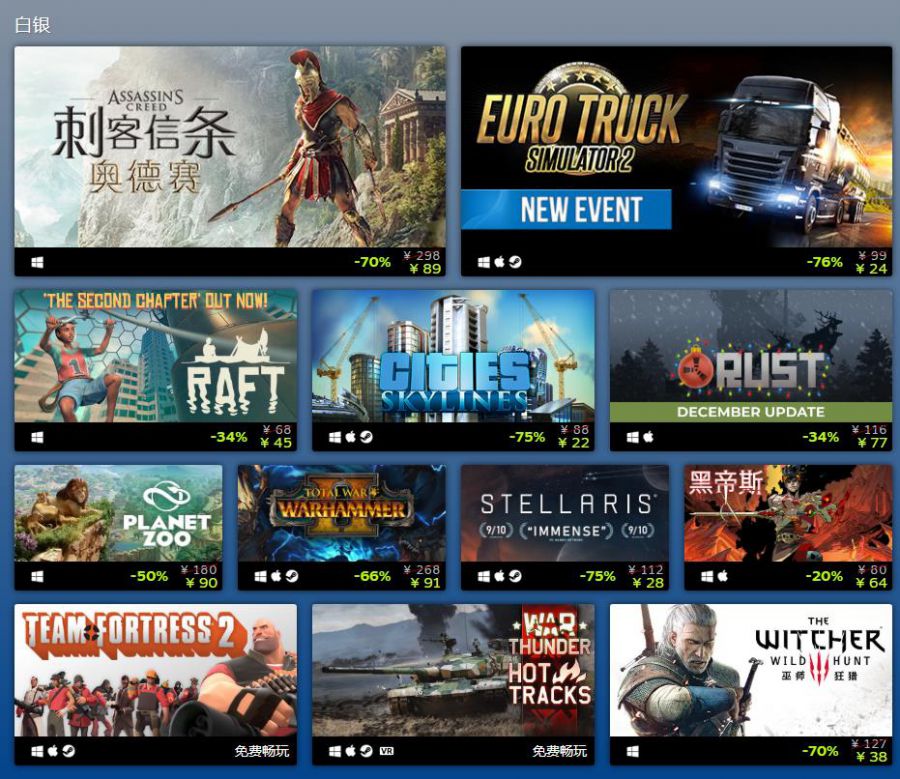 白银
ASSASSIN'S
CREED
刺客信条
奥德赛
-70%
¥ 298
¥ 89
EURO TRUCK
SIMULATOR 2
NEW EVENT
-76%
¥ 99
¥ 24
'THE SECOND CHAPTER' OUT NOW!
RAFT
-34%
¥ 68
¥ 45
CITIES
SKYLINES
-75%
¥ 88
¥ 22
RUST
DECEMBER UPDATE
-34%
¥ 116
¥ 77
PLANET
ZOO
-50%
¥ 180
¥ 90
TOTAL WAR
WARHAMMER
II
-66%
¥ 268
¥ 91
STELLARIS
9/10
"IMMENSE"
9/10
-75%
¥ 112
¥ 28
黑帝斯
-20%
¥ 80
¥ 64
TEAM FORTRESS 2
免费畅玩
WAR
THUNDER
HOT
TRACKS
VR
免费畅玩
THE
WITCHER
WILD HUNT
巫师 狂猎
-70%
¥ 127
¥ 38